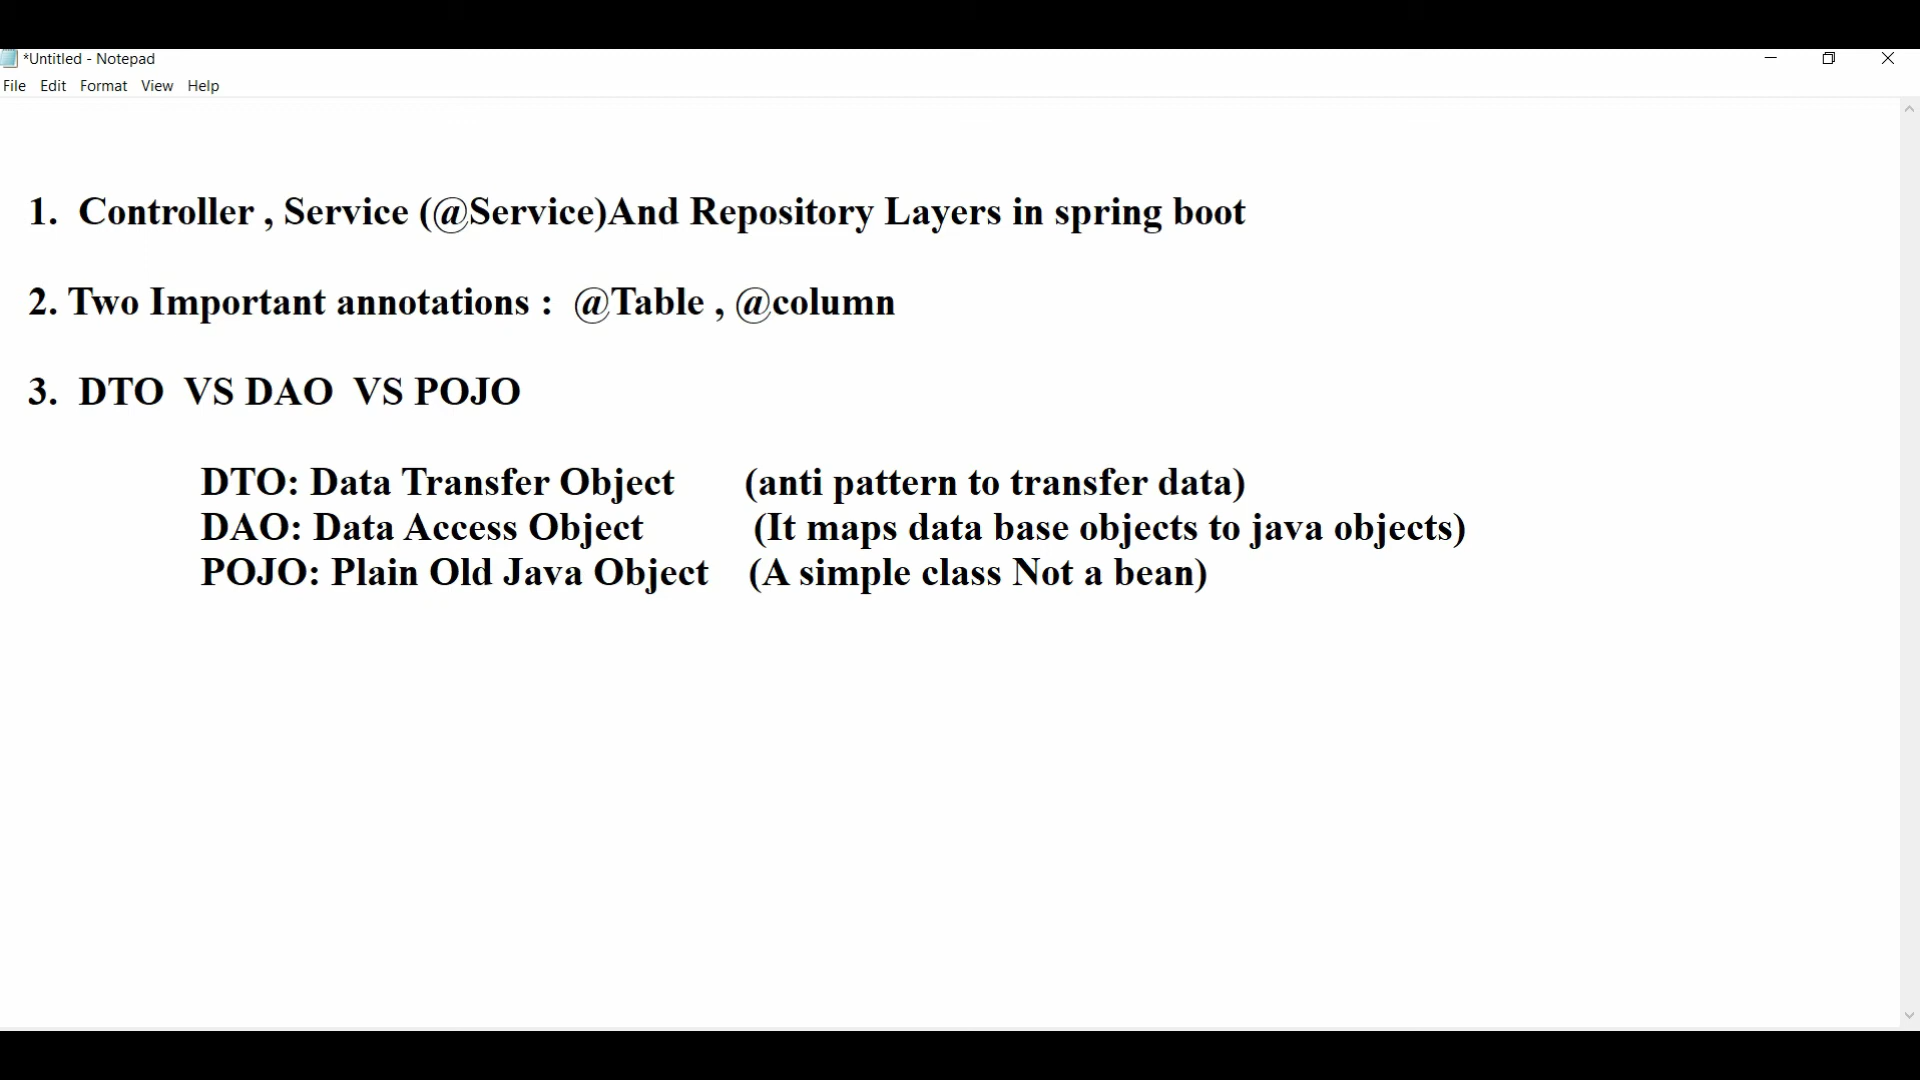 *Untitled - Notepad
File Edit Format View Help
1. Controller , Service (@Service)And Repository Layers in spring boot
2. Two Important annotations : @Table , @column
3. DTO VS DAO VS POJO
DTO: Data Transfer Object (anti pattern to transfer data)
DAO: Data Access Object (It maps data base objects to java objects)
POJO: Plain Old Java Object (A simple class Not a bean)